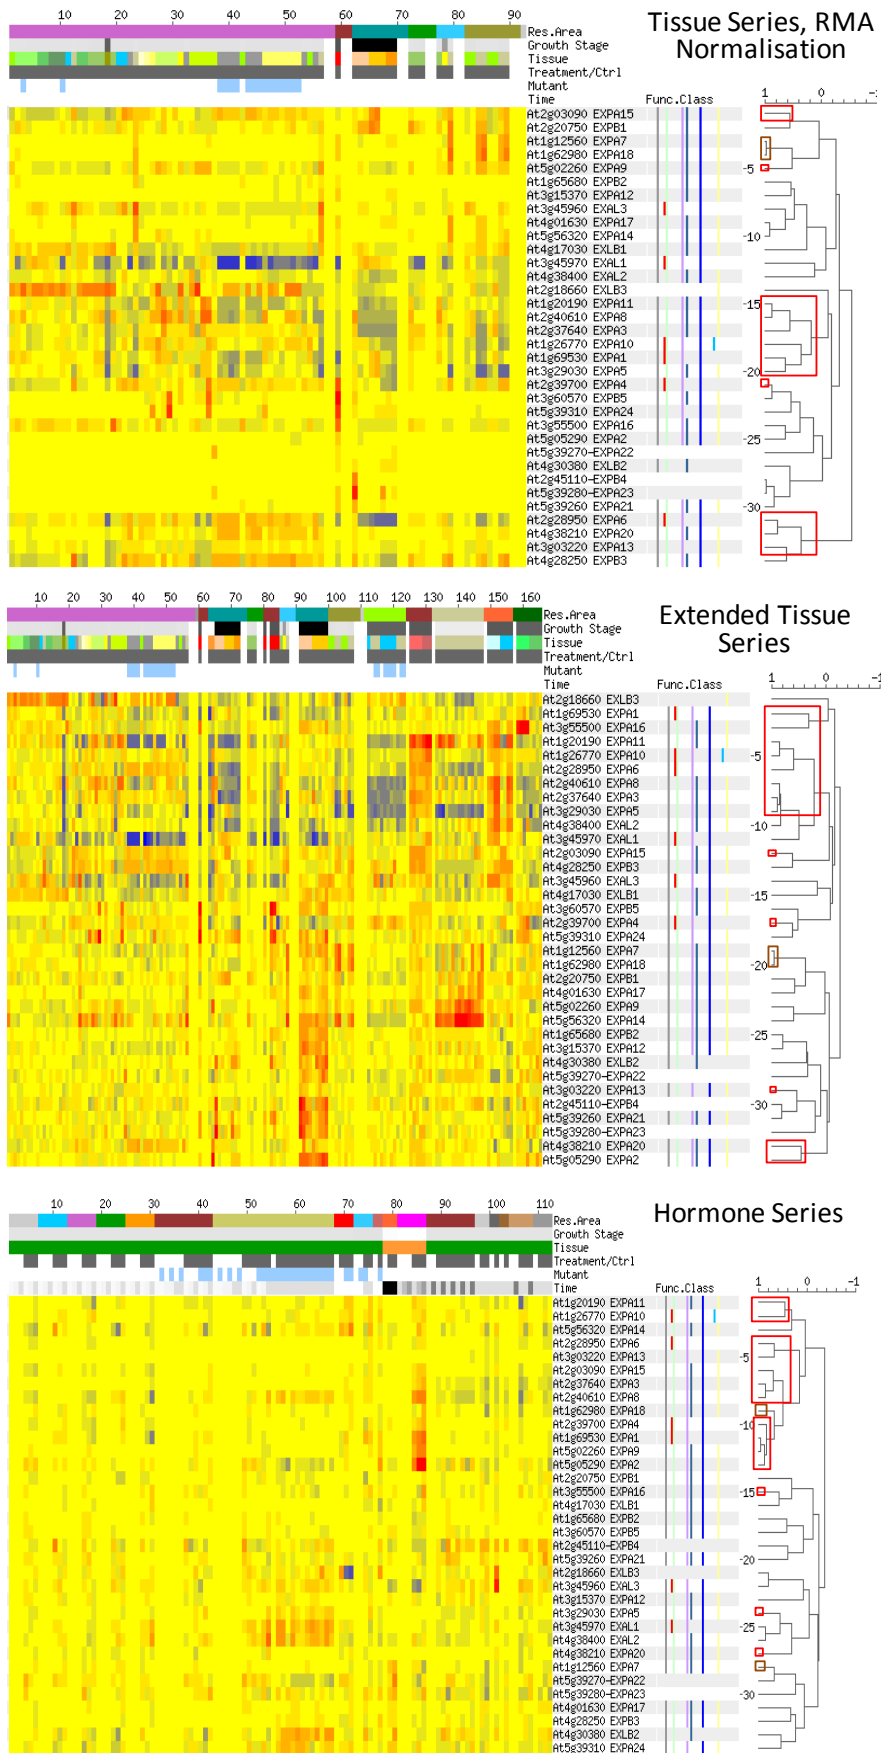 Tissue Series, RMA
Normalisation
10 20 30 40 50 60 70 80 90
Res.Area
Growth Stage
Tissue
Treatment/Ctrl
Mutant
Time Func.Class 1 0 -1
At2g03090 EXPA15
At2g20750 EXPB1
At1g12560 EXPA7
At1g62980 EXPA18
At5g02260 EXPA9 -5
At1g65680 EXPB2
At3g15370 EXPA12
At3g45960 EXAL3
At4g01630 EXPA17
At5g56320 EXPA14 -10
At4g17030 EXLB1
At3g45970 EXAL1
At4g38400 EXAL2
At2g18660 EXLB3
At1g20190 EXPA11 -15
At2g40610 EXPA8
At2g37640 EXPA3
At1g26770 EXPA10
At1g69530 EXPA1
At3g29030 EXPA5 -20
At2g39700 EXPA4
At3g60570 EXPB5
At5g39310 EXPA24
At3g55500 EXPA16
At5g05290 EXPA2 -25
At5g39270-EXPA22
At4g30380 EXLB2
At2g45110-EXPB4
At5g39280-EXPA23
At5g39260 EXPA21 -30
At2g28950 EXPA6
At4g38210 EXPA20
At3g03220 EXPA13
At4g28250 EXPB3
Extended Tissue
Series
10 20 30 40 50 60 70 80 90 100 110 120 130 140 150 160
Res.Area
Growth Stage
Tissue
Treatment/Ctrl
Mutant
Time Func.Class 1 0 -1
At2g18660 EXLB3
At1g69530 EXPA1
At3g55500 EXPA16
At1g20190 EXPA11
At1g26770 EXPA10 -5
At2g28950 EXPA6
At2g40610 EXPA8
At2g37640 EXPA3
At3g29030 EXPA5
At4g38400 EXAL2 -10
At3g45970 EXAL1
At2g03090 EXPA15
At4g28250 EXPB3
At3g45960 EXAL3
At4g17030 EXLB1 -15
At3g60570 EXPB5
At2g39700 EXPA4
At5g39310 EXPA24
At1g12560 EXPA7
At1g62980 EXPA18 -20
At2g20750 EXPB1
At4g01630 EXPA17
At5g02260 EXPA9
At5g56320 EXPA14
At1g65680 EXPB2 -25
At3g15370 EXPA12
At4g30380 EXLB2
At5g39270-EXPA22
At3g03220 EXPA13
At2g45110-EXPB4 -30
At5g39260 EXPA21
At5g39280-EXPA23
At4g38210 EXPA20
At5g05290 EXPA2
Hormone Series
10 20 30 40 50 60 70 80 90 100 110
Res.Area
Growth Stage
Tissue
Treatment/Ctrl
Mutant
Time Func.Class 1 0 -1
At1g20190 EXPA11
At1g26770 EXPA10
At5g56320 EXPA14
At2g28950 EXPA6
At3g03220 EXPA13 -5
At2g03090 EXPA15
At2g37640 EXPA3
At2g40610 EXPA8
At1g62980 EXPA18
At2g39700 EXPA4 -10
At1g69530 EXPA1
At5g02260 EXPA9
At5g05290 EXPA2
At2g20750 EXPB1
At3g55500 EXPA16 -15
At4g17030 EXLB1
At1g65680 EXPB2
At3g60570 EXPB5
At2g45110-EXPB4
At5g39260 EXPA21 -20
At2g18660 EXLB3
At3g45960 EXAL3
At3g15370 EXPA12
At3g29030 EXPA5
At3g45970 EXAL1 -25
At4g38400 EXAL2
At4g38210 EXPA20
At1g12560 EXPA7
At5g39270-EXPA22
At5g39280-EXPA23 -30
At4g01630 EXPA17
At4g28250 EXPB3
At4g30380 EXLB2
At5g39310 EXPA24